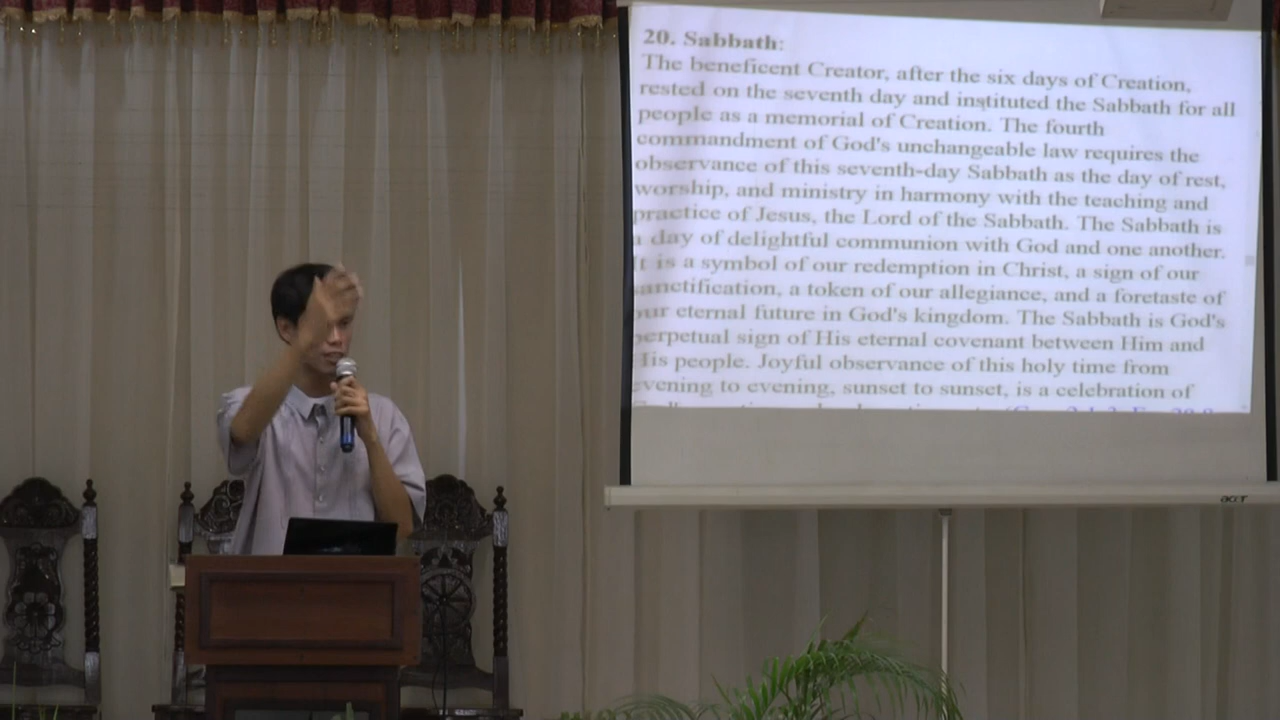 20. Sabbath:
The beneficent Creator, after the six days of Creation,
rested on the seventh day and instituted the Sabbath for all
people as a memorial of Creation. The fourth
commandment of God's unchangeable law requires the
observance of this seventh-day Sabbath as the day of rest,
worship, and ministry in harmony with the teaching and
practice of Jesus, the Lord of the Sabbath. The Sabbath is
a day of delightful communion with God and one another.
It is a symbol of our redemption in Christ, a sign of our
sanctification, a token of our allegiance, and a foretaste of
our eternal future in God's kingdom. The Sabbath is God's
perpetual sign of His eternal covenant between Him and
His people. Joyful observance of this holy time from
evening to evening, sunset to sunset, is a celebration of
acer